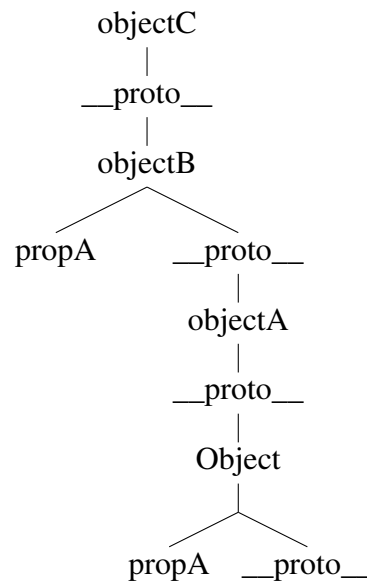 objectC
__proto__
objectB
propA __proto__
objectA
__proto__
Object
propA __proto__